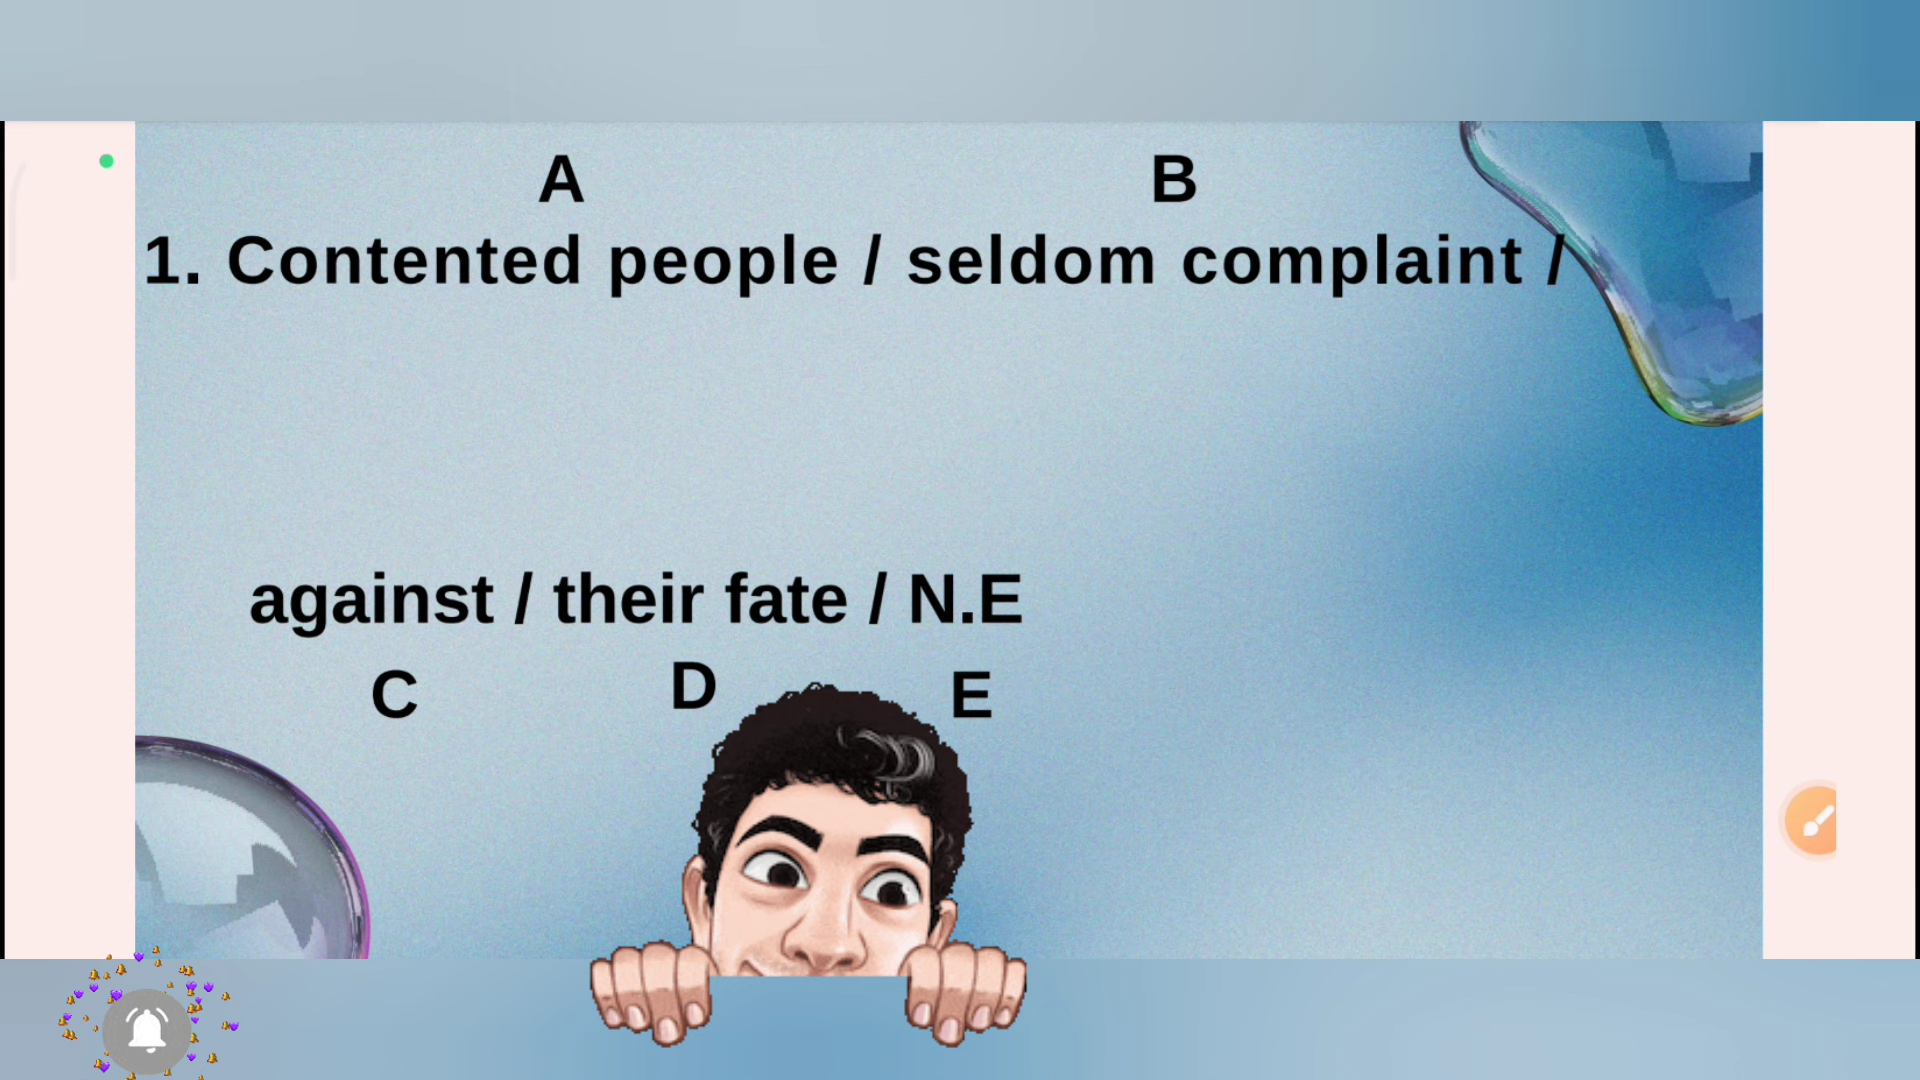 A B
1. Contented people / seldom complaint /
against / their fate / N.E
C D E